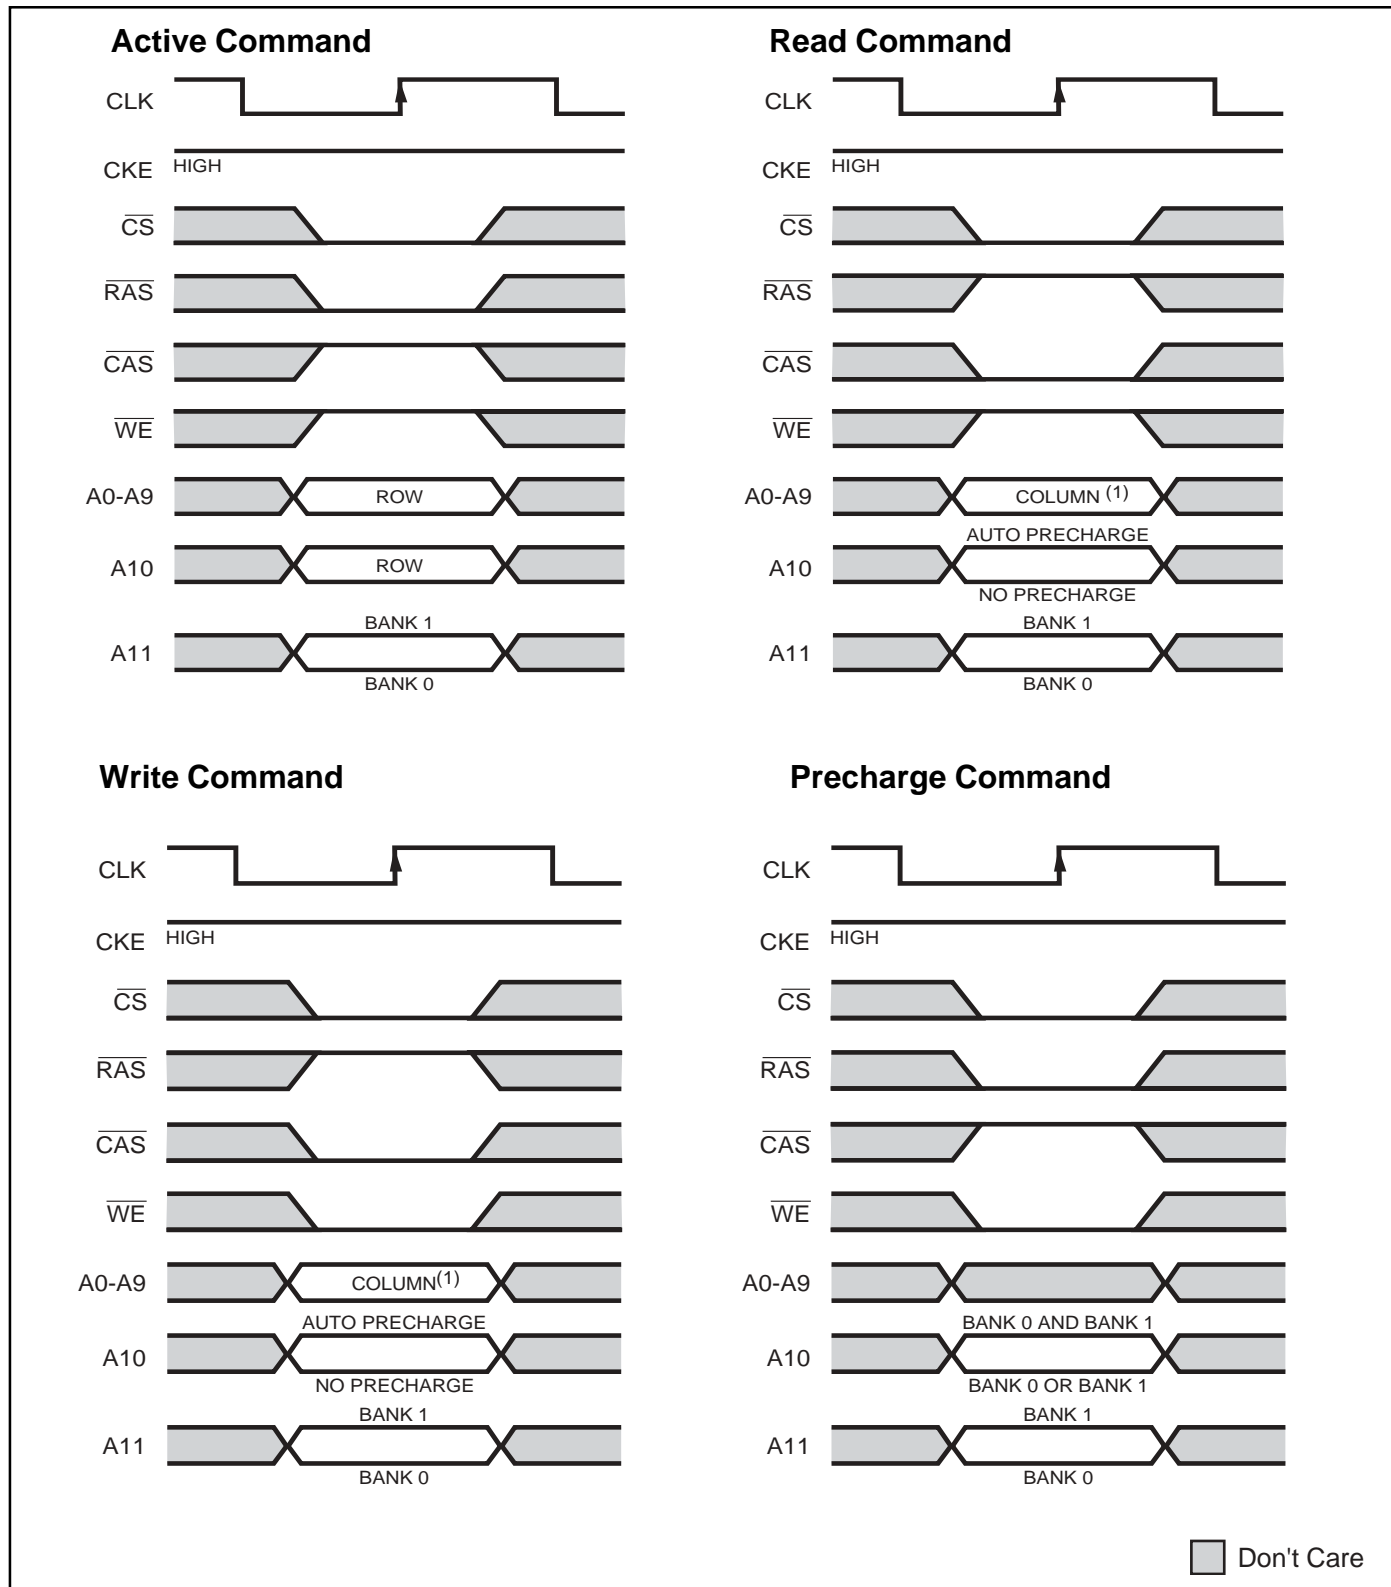 Active Command
CLK
CKE HIGH
CS
RAS
CAS
WE
A0-A9 ROW
A10 ROW
BANK 1
A11
BANK 0
Read Command
CLK
CKE HIGH
CS
RAS
CAS
WE
A0-A9 COLUMN (1)
AUTO PRECHARGE
A10
NO PRECHARGE
BANK 1
A11
BANK 0
Write Command
CLK
CKE HIGH
CS
RAS
CAS
WE
A0-A9 COLUMN(1)
AUTO PRECHARGE
A10
NO PRECHARGE
BANK 1
A11
BANK 0
Precharge Command
CLK
CKE HIGH
CS
RAS
CAS
WE
A0-A9
BANK 0 AND BANK 1
A10
BANK 0 OR BANK 1
BANK 1
A11
BANK 0
Don't Care